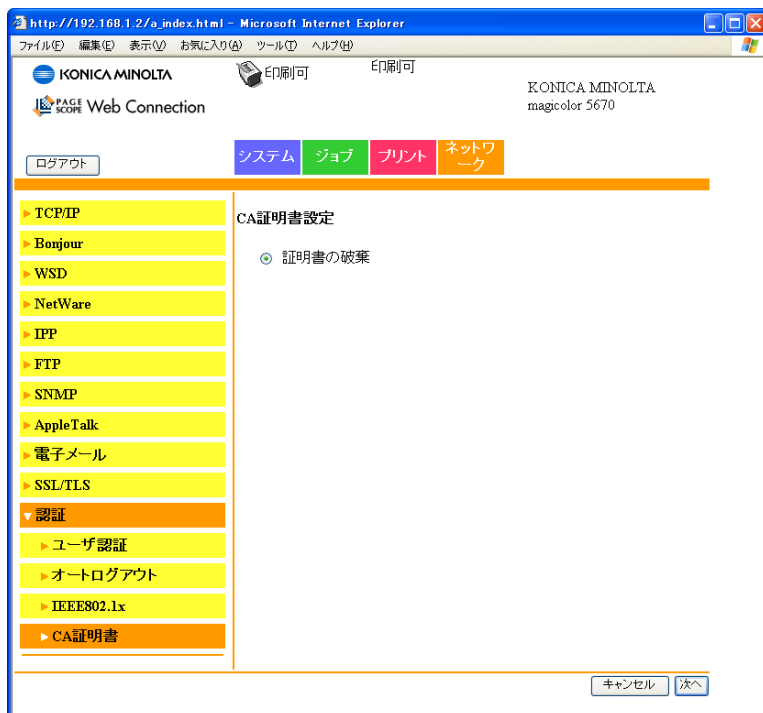 http://192.168.1.2/a_index.html - Microsoft Internet Explorer
ファイル(F) 編集(E) 表示(V) お気に入り(A) ツール(T) ヘルプ(H)
KONICA MINOLTA
印刷可
印刷可
PAGE SCOPE Web Connection
KONICA MINOLTA
magicolor 5670
ログアウト
システム
ジョブ
プリント
ネットワ
ーク
TCP/IP
Bonjour
WSD
NetWare
IPP
FTP
SNMP
AppleTalk
電子メール
SSL/TLS
認証
ユーザ認証
オートログアウト
IEEE802.1x
CA証明書
CA証明書設定
証明書の破棄
キャンセル
次へ